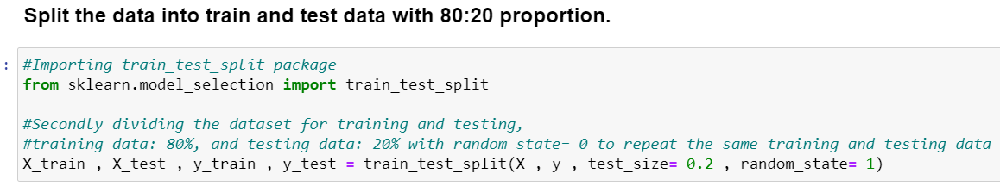 Split the data into train and test data with 80:20 proportion.
: #Importing train_test_split package
from sklearn.model_selection import train_test_split
#Secondly dividing the dataset for training and testing,
#training data: 80%, and testing data: 20% with random_state= 0 to repeat the same training and testing data
X_train , X_test , y_train , y_test = train_test_split(X , y , test_size= 0.2 , random_state= 1)